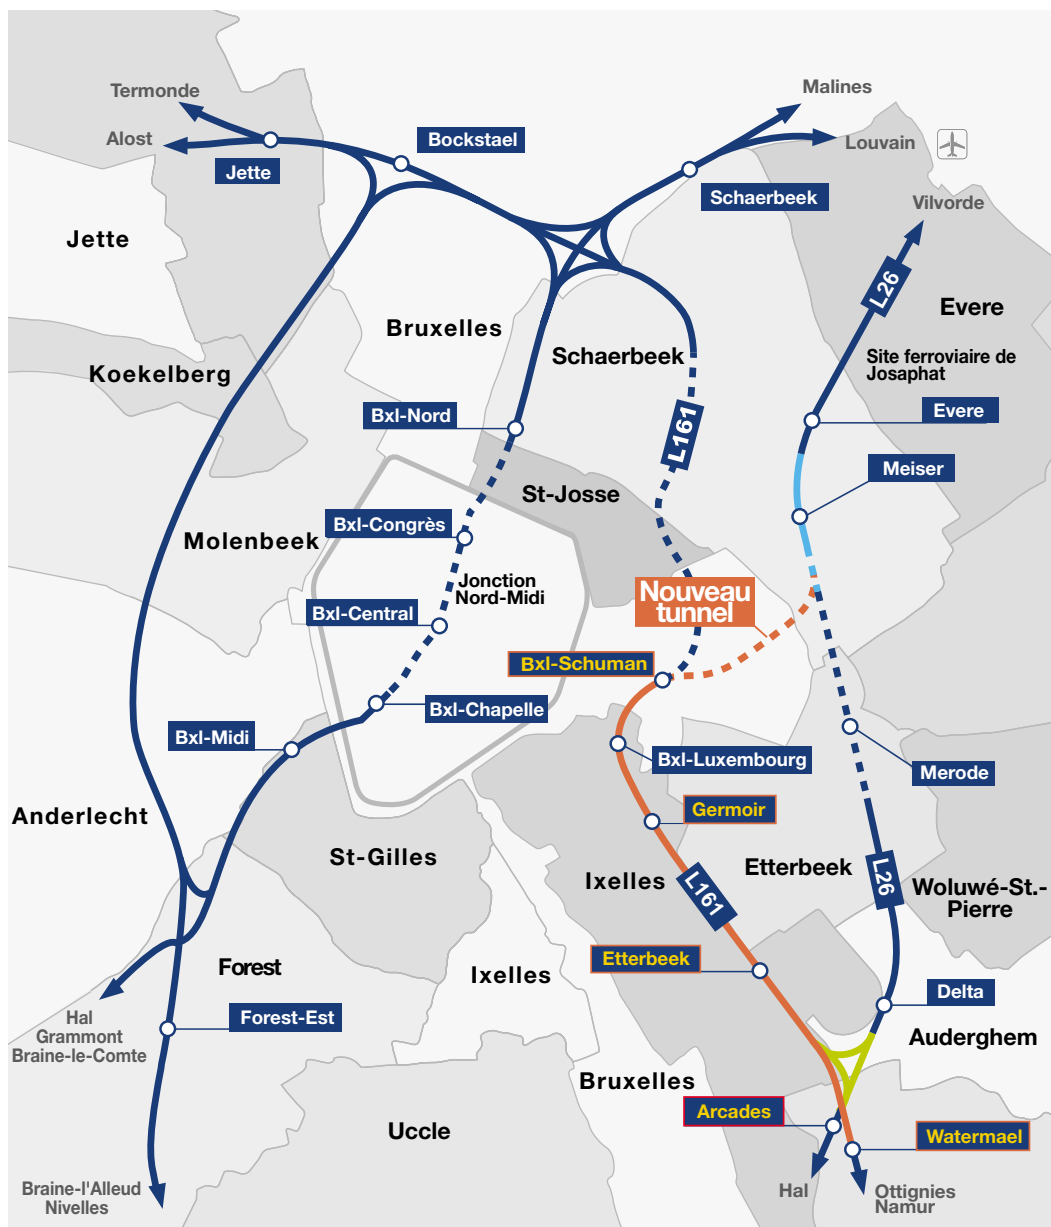 Termonde
Malines
Alost
Bockstael
Louvain
Jette
Schaerbeek
Vilvorde
Jette
L26
Evere
Bruxelles
Schaerbeek
Site ferroviaire de
Josaphat
Koekelberg
Bxl-Nord
L161
Evere
Meiser
St-Josse
Bxl-Congrès
Molenbeek
Jonction
Nord-Midi
Nouveau
tunnel
Bxl-Central
Bxl-Schuman
Bxl-Chapelle
Bxl-Midi
Bxl-Luxembourg
Merode
Germoir
Anderlecht
St-Gilles
Etterbeek
Ixelles
L161
L26
Woluwé-St.-
Pierre
Etterbeek
Forest
Ixelles
Delta
Hal
Grammont
Braine-le-Comte
Forest-Est
Auderghem
Bruxelles
Arcades
Uccle
Watermael
Braine-l'Alleud
Nivelles
Hal
Ottignies
Namur